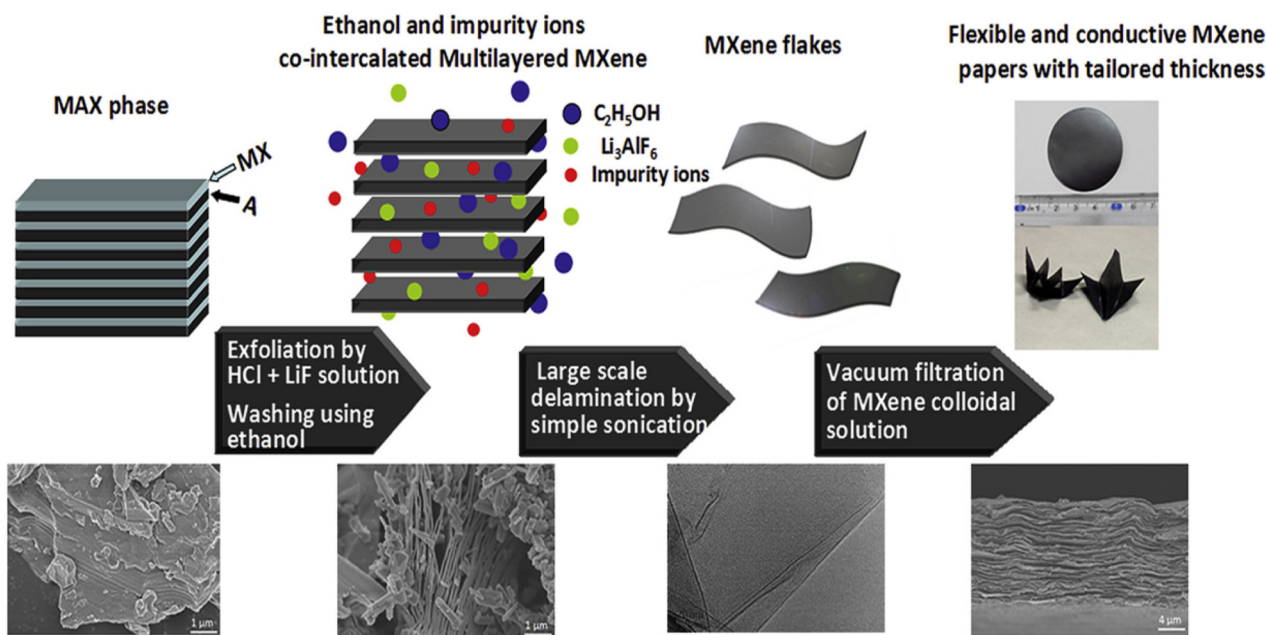 Ethanol and impurity ions
co-intercalated Multilayered MXene
MXene flakes
Flexible and conductive MXene
papers with tailored thickness
MAX phase
MX
A
C₂H₅OH
Li₃AlF₆
Impurity ions
Exfoliation by
HCl + LiF solution
Washing using
ethanol
Large scale
delamination by
simple sonication
Vacuum filtration
of MXene colloidal
solution
1 μm
1 μm
4 μm